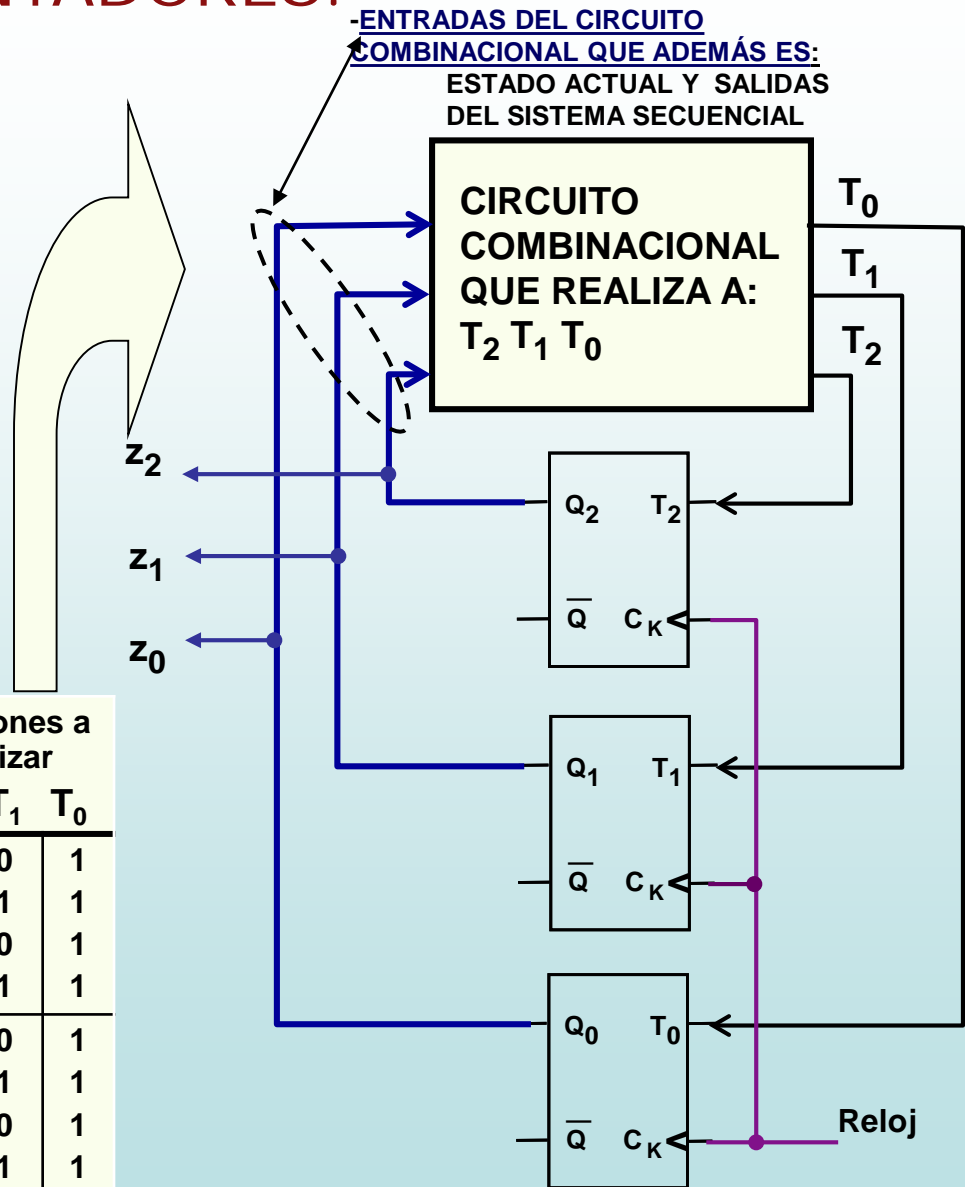 -ENTRADAS DEL CIRCUITO
COMBINACIONAL QUE ADEMÁS ES:
ESTADO ACTUAL Y SALIDAS
DEL SISTEMA SECUENCIAL
CIRCUITO
COMBINACIONAL
QUE REALIZA A:
T2 T1 T0
T0
T1
T2
z2
z1
z0
Q2 T2
Q̅ CK
Q1 T1
Q̅ CK
Q0 T0
Q̅ CK
Reloj
T1 T0
0 1
1 1
0 1
1 1
0 1
1 1
0 1
1 1